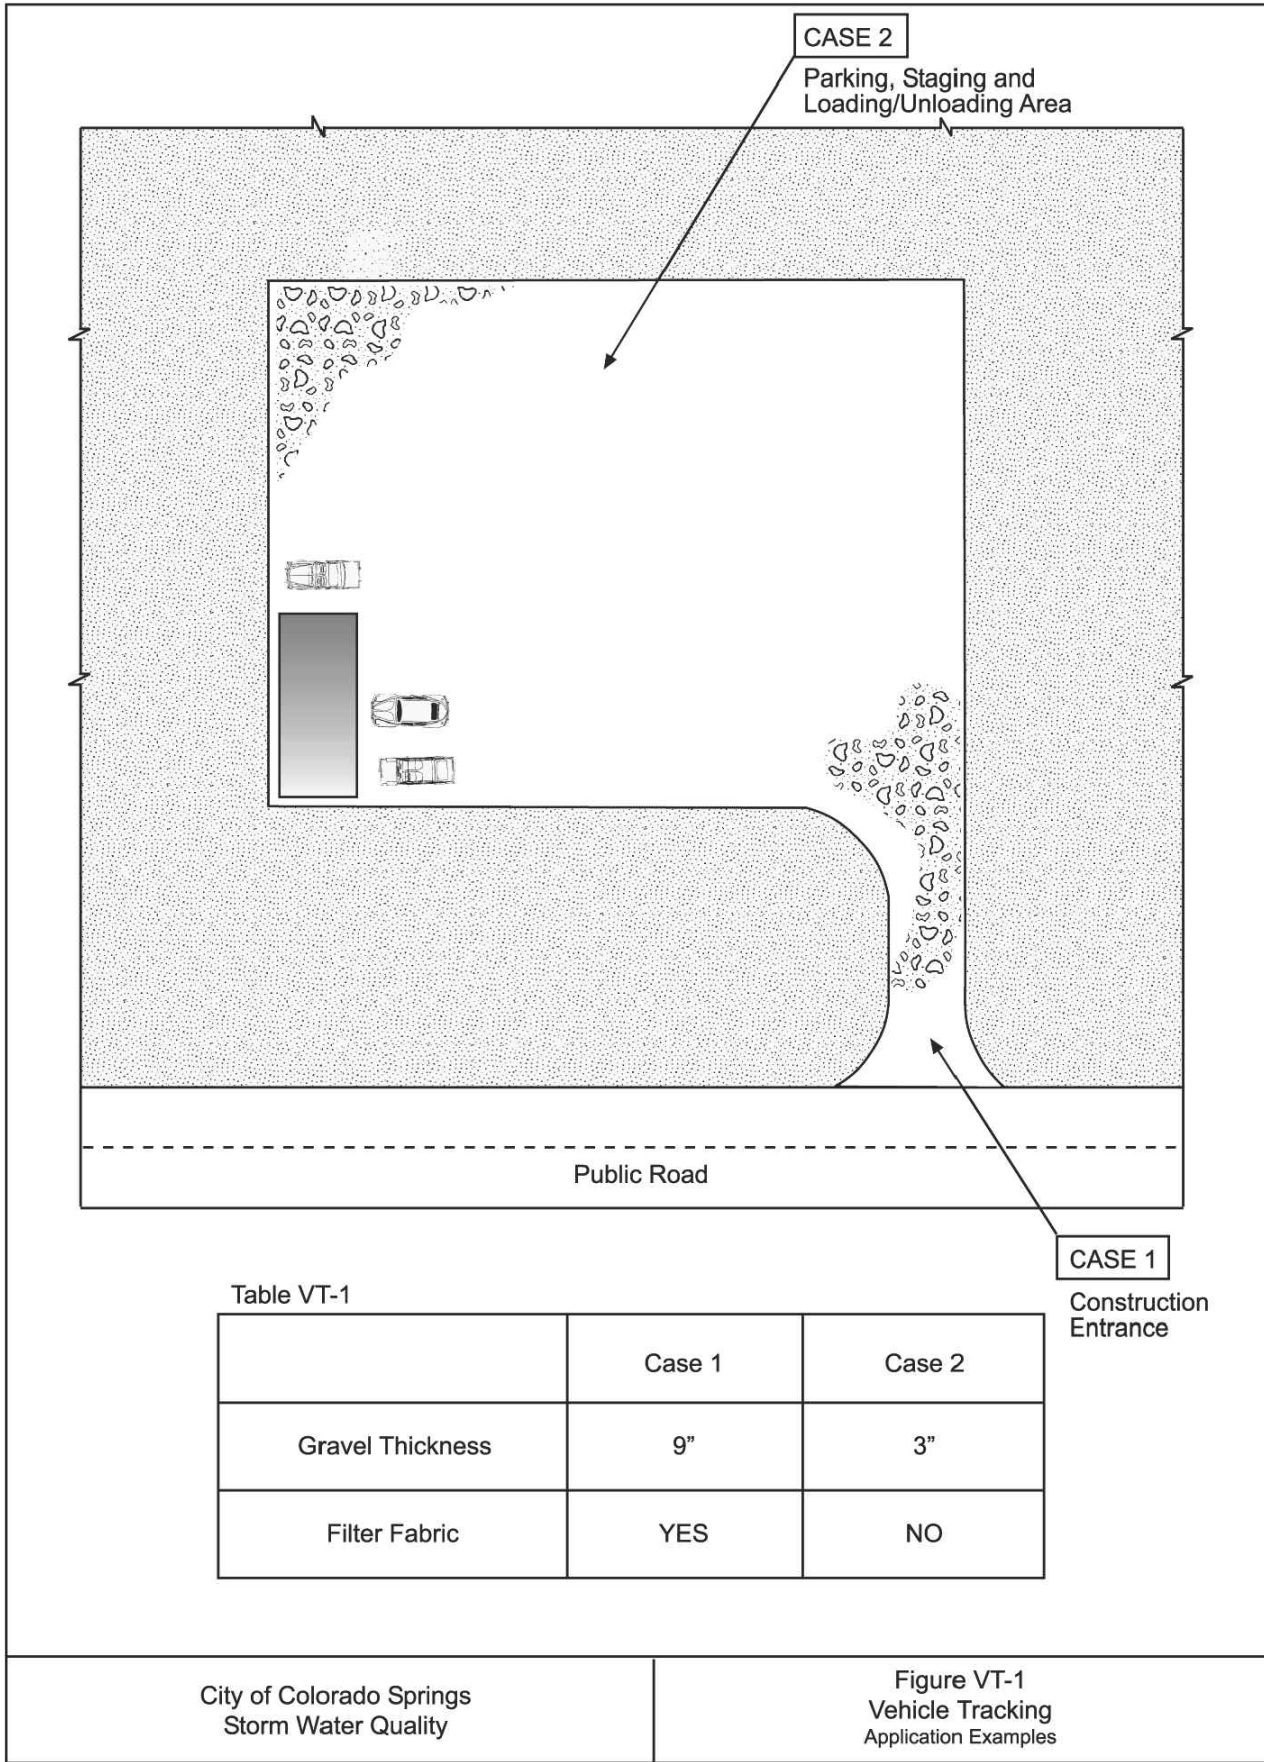 CASE 2
Parking, Staging and
Loading/Unloading Area
Public Road
CASE 1
Construction
Entrance
Table VT-1
Case 1
Case 2
Gravel Thickness
9”
3”
Filter Fabric
YES
NO
City of Colorado Springs
Storm Water Quality
Figure VT-1
Vehicle Tracking
Application Examples